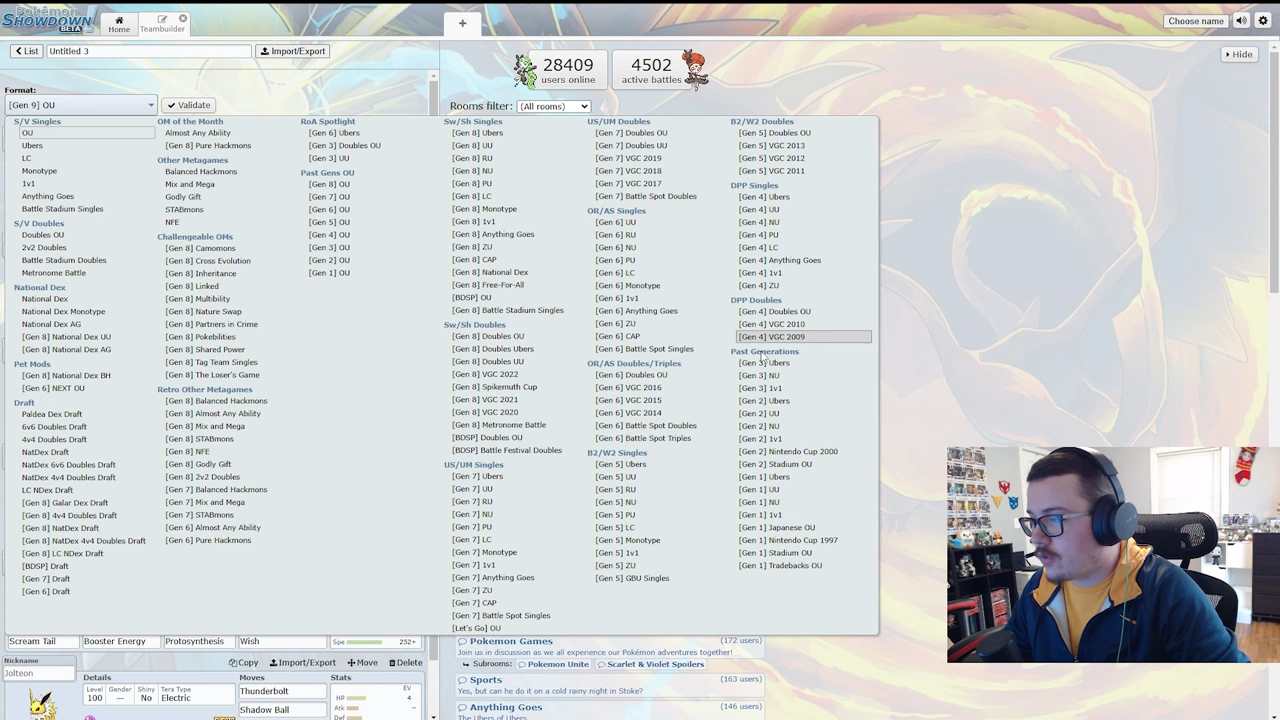 Pokémon
SHOWDOWN
BETA
Home
Teambuilder
+
Choose name
< List
Untitled 3
Import/Export
28409
users online
4502
active battles
Hide
Format:
[Gen 9] OU
Validate
Rooms filter: (All rooms)
S/V Singles
OU
Ubers
LC
Monotype
1v1
Anything Goes
Battle Stadium Singles
S/V Doubles
Doubles OU
2v2 Doubles
Battle Stadium Doubles
Metronome Battle
National Dex
National Dex
National Dex Monotype
National Dex AG
[Gen 8] National Dex UU
[Gen 8] National Dex AG
Pet Mods
[Gen 8] National Dex BH
[Gen 6] NEXT OU
Draft
Paldea Dex Draft
6v6 Doubles Draft
4v4 Doubles Draft
NatDex Draft
NatDex 6v6 Doubles Draft
NatDex 4v4 Doubles Draft
LC NDex Draft
[Gen 8] Galar Dex Draft
[Gen 8] 4v4 Doubles Draft
[Gen 8] NatDex Draft
[Gen 8] NatDex 4v4 Doubles Draft
[Gen 8] LC NDex Draft
[BDSP] Draft
[Gen 7] Draft
[Gen 6] Draft
OM of the Month
Almost Any Ability
[Gen 8] Pure Hackmons
Other Metagames
Balanced Hackmons
Mix and Mega
Godly Gift
STABmons
NFE
Challengeable OMs
[Gen 8] Camomons
[Gen 8] Cross Evolution
[Gen 8] Inheritance
[Gen 8] Linked
[Gen 8] Multibility
[Gen 8] Nature Swap
[Gen 8] Partners in Crime
[Gen 8] Pokebilities
[Gen 8] Shared Power
[Gen 8] Tag Team Singles
[Gen 8] The Loser's Game
Retro Other Metagames
[Gen 8] Balanced Hackmons
[Gen 8] Almost Any Ability
[Gen 8] Mix and Mega
[Gen 8] STABmons
[Gen 8] NFE
[Gen 8] Godly Gift
[Gen 8] 2v2 Doubles
[Gen 7] Balanced Hackmons
[Gen 7] Mix and Mega
[Gen 7] STABmons
[Gen 6] Almost Any Ability
[Gen 6] Pure Hackmons
RoA Spotlight
[Gen 6] Ubers
[Gen 3] Doubles OU
[Gen 3] UU
Past Gens OU
[Gen 8] OU
[Gen 7] OU
[Gen 6] OU
[Gen 5] OU
[Gen 4] OU
[Gen 3] OU
[Gen 2] OU
[Gen 1] OU
Sw/Sh Singles
[Gen 8] Ubers
[Gen 8] UU
[Gen 8] RU
[Gen 8] NU
[Gen 8] PU
[Gen 8] LC
[Gen 8] Monotype
[Gen 8] 1v1
[Gen 8] Anything Goes
[Gen 8] ZU
[Gen 8] CAP
[Gen 8] National Dex
[Gen 8] Free-For-All
[BDSP] OU
[Gen 8] Battle Stadium Singles
Sw/Sh Doubles
[Gen 8] Doubles OU
[Gen 8] Doubles Ubers
[Gen 8] Doubles UU
[Gen 8] VGC 2022
[Gen 8] Spikemuth Cup
[Gen 8] VGC 2021
[Gen 8] VGC 2020
[Gen 8] Metronome Battle
[BDSP] Doubles OU
[BDSP] Battle Festival Doubles
US/UM Singles
[Gen 7] Ubers
[Gen 7] UU
[Gen 7] RU
[Gen 7] NU
[Gen 7] PU
[Gen 7] LC
[Gen 7] Monotype
[Gen 7] 1v1
[Gen 7] Anything Goes
[Gen 7] ZU
[Gen 7] CAP
[Gen 7] Battle Spot Singles
[Let's Go] OU
US/UM Doubles
[Gen 7] Doubles OU
[Gen 7] Doubles UU
[Gen 7] VGC 2019
[Gen 7] VGC 2018
[Gen 7] VGC 2017
[Gen 7] Battle Spot Doubles
OR/AS Singles
[Gen 6] UU
[Gen 6] RU
[Gen 6] NU
[Gen 6] PU
[Gen 6] LC
[Gen 6] Monotype
[Gen 6] 1v1
[Gen 6] Anything Goes
[Gen 6] ZU
[Gen 6] CAP
[Gen 6] Battle Spot Singles
OR/AS Doubles/Triples
[Gen 6] Doubles OU
[Gen 6] VGC 2016
[Gen 6] VGC 2015
[Gen 6] VGC 2014
[Gen 6] Battle Spot Doubles
[Gen 6] Battle Spot Triples
B2/W2 Singles
[Gen 5] Ubers
[Gen 5] UU
[Gen 5] RU
[Gen 5] NU
[Gen 5] PU
[Gen 5] LC
[Gen 5] Monotype
[Gen 5] 1v1
[Gen 5] ZU
[Gen 5] GBU Singles
B2/W2 Doubles
[Gen 5] Doubles OU
[Gen 5] VGC 2013
[Gen 5] VGC 2012
[Gen 5] VGC 2011
DPP Singles
[Gen 4] Ubers
[Gen 4] UU
[Gen 4] NU
[Gen 4] PU
[Gen 4] LC
[Gen 4] Anything Goes
[Gen 4] 1v1
[Gen 4] ZU
DPP Doubles
[Gen 4] Doubles OU
[Gen 4] VGC 2010
[Gen 4] VGC 2009
Past Generations
[Gen 3] Ubers
[Gen 3] NU
[Gen 3] 1v1
[Gen 2] Ubers
[Gen 2] UU
[Gen 2] NU
[Gen 2] 1v1
[Gen 2] Nintendo Cup 2000
[Gen 2] Stadium OU
[Gen 1] Ubers
[Gen 1] UU
[Gen 1] NU
[Gen 1] 1v1
[Gen 1] Japanese OU
[Gen 1] Nintendo Cup 1997
[Gen 1] Stadium OU
[Gen 1] Tradebacks OU
Scream Tail
Booster Energy
Protosynthesis
Wish
Spe 252+
Copy
Import/Export
Move
Delete
Nickname
Jolteon
Details
Level Gender Shiny Tera Type
100 — No Electric
Moves
Thunderbolt
Shadow Ball
Stats
EV
HP 4
Atk
Def
Pokemon Games (172 users)
Join us in discussion as we all experience our Pokémon adventures together!
Subrooms: Pokemon Unite Scarlet & Violet Spoilers
Sports (163 users)
Yes, but can he do it on a cold rainy night in Stoke?
Anything Goes (146 users)
The Ubers of Ubers.